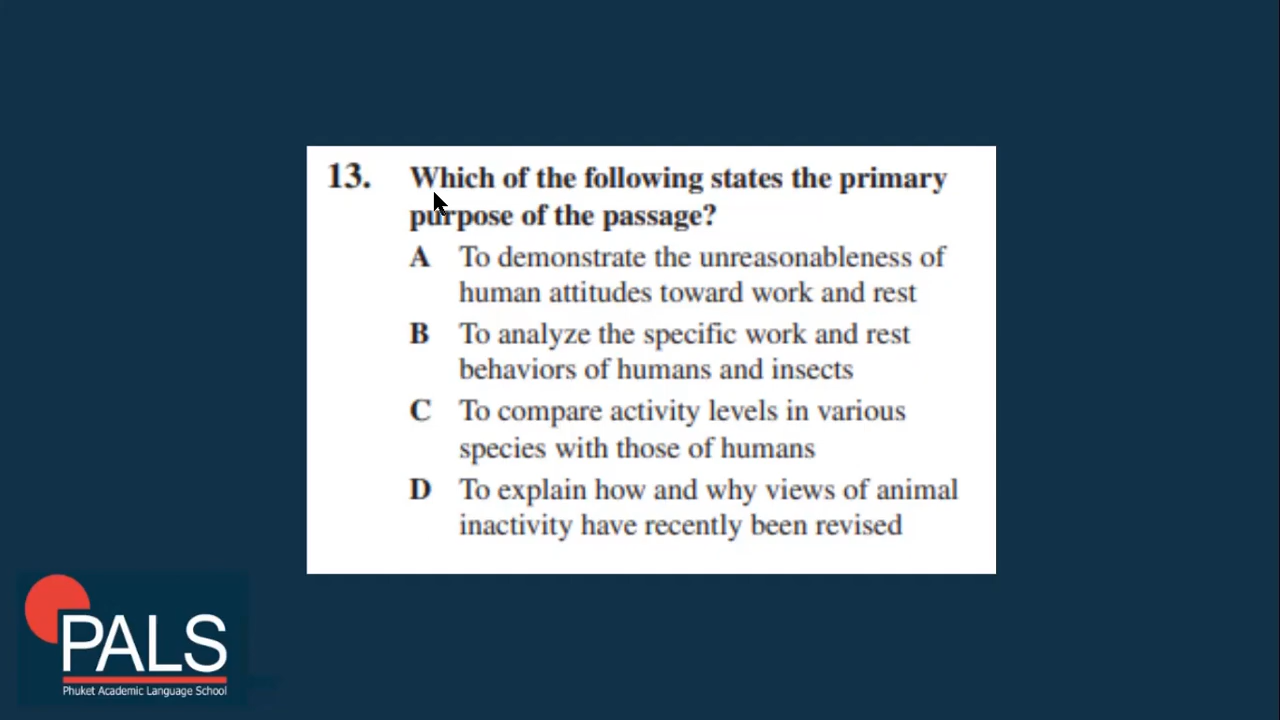 13. Which of the following states the primary
purpose of the passage?
A To demonstrate the unreasonableness of
human attitudes toward work and rest
B To analyze the specific work and rest
behaviors of humans and insects
C To compare activity levels in various
species with those of humans
D To explain how and why views of animal
inactivity have recently been revised
PALS
Phuket Academic Language School